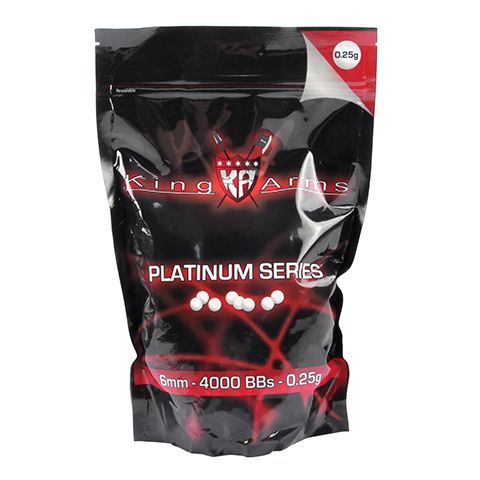 0.25g
Resealable
KA
King Arms
PLATINUM SERIES
6mm - 4000 BBs - 0.25g